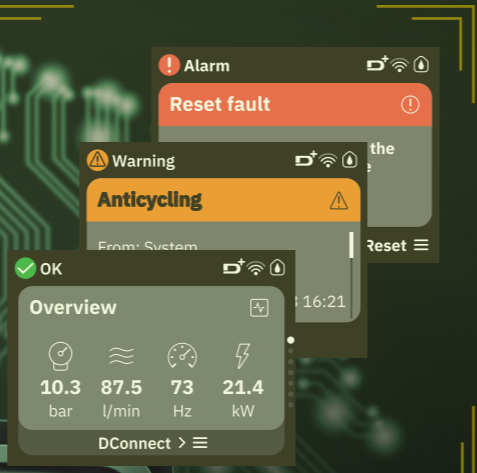 Alarm
Reset fault
the
Reset
Warning
Anticycling
From: System
16:21
OK
Overview
10.3 87.5 73 21.4
bar l/min Hz kW
DConnect >